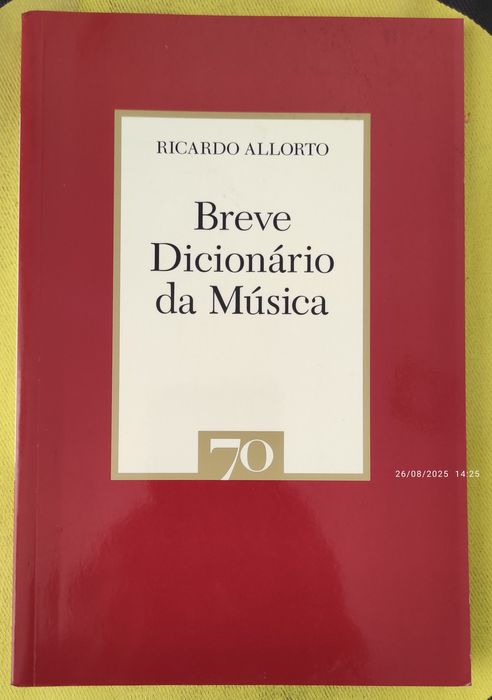 RICARDO ALLORTO
Breve
Dicionário
da Música
70
26/08/2025 14:25